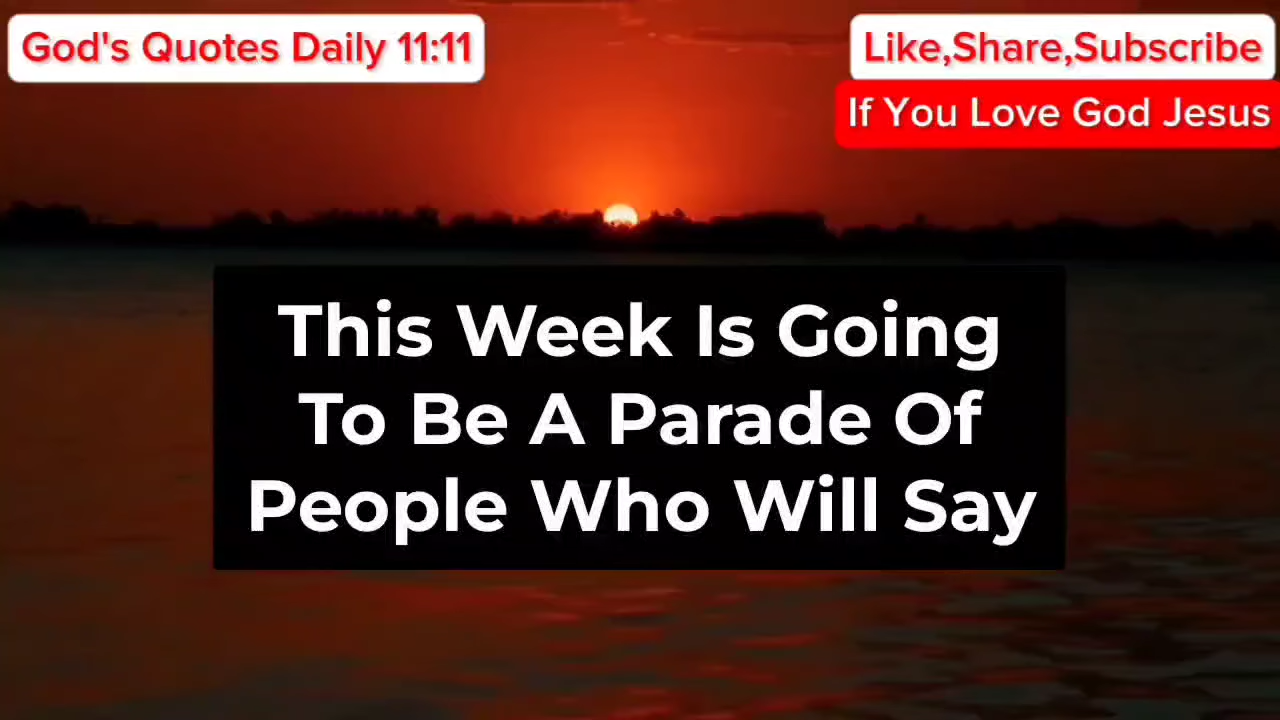 God's Quotes Daily 11:11
Like,Share,Subscribe
If You Love God Jesus
This Week Is Going
To Be A Parade Of
People Who Will Say